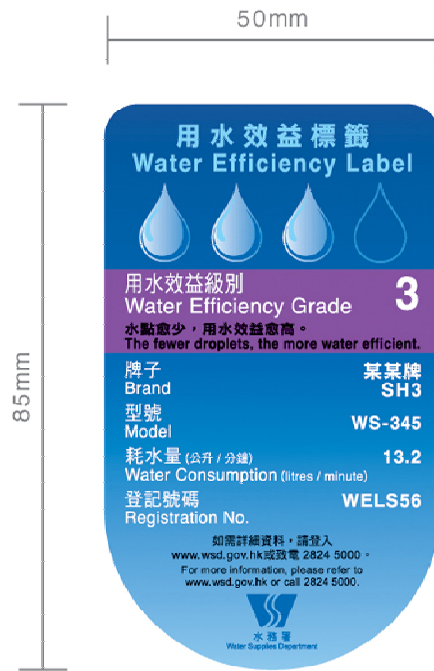 50mm
85mm
用水效益標籤
Water Efficiency Label
用水效益級別
Water Efficiency Grade 3
水點愈少，用水效益愈高。
The fewer droplets, the more water efficient.
牌子 某某牌
Brand SH3
型號
Model WS-345
耗水量 (公升 / 分鐘) 13.2
Water Consumption (litres / minute)
登記號碼 WELS56
Registration No.
如需詳細資料，請登入
www.wsd.gov.hk或致電 2824 5000。
For more information, please refer to
www.wsd.gov.hk or call 2824 5000.
水務署
Water Supplies Department